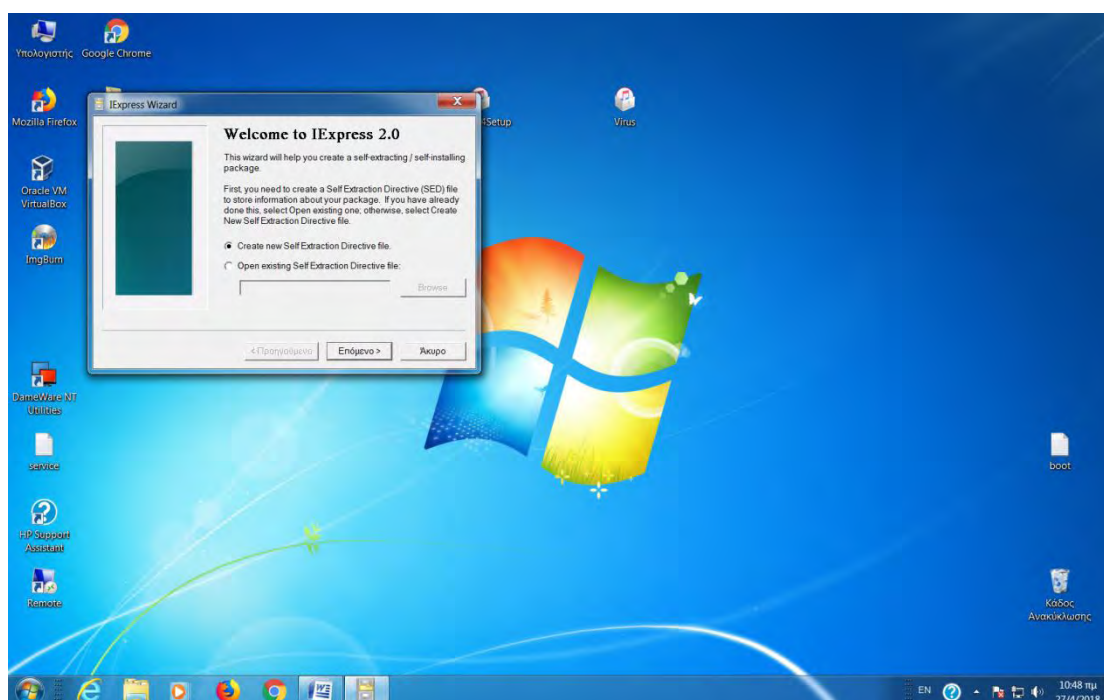 Υπολογιστής
Google Chrome
Mozilla Firefox
IExpress Wizard
Setup
Virus
Welcome to IExpress 2.0
This wizard will help you create a self-extracting / self-installing
package.
First, you need to create a Self Extraction Directive (SED) file
to store information about your package. If you have already
done this, select Open existing one; otherwise, select Create
New Self Extraction Directive file.
Create new Self Extraction Directive file.
Open existing Self Extraction Directive file:
Browse
< Προηγούμενο
Επόμενο >
Άκυρο
Oracle VM
VirtualBox
ImgBurn
DameWare NT
Utilities
service
boot
HP Support
Assistant
Remote
Κάδος
Ανακύκλωσης
EN
10:48 πμ
27/4/2018